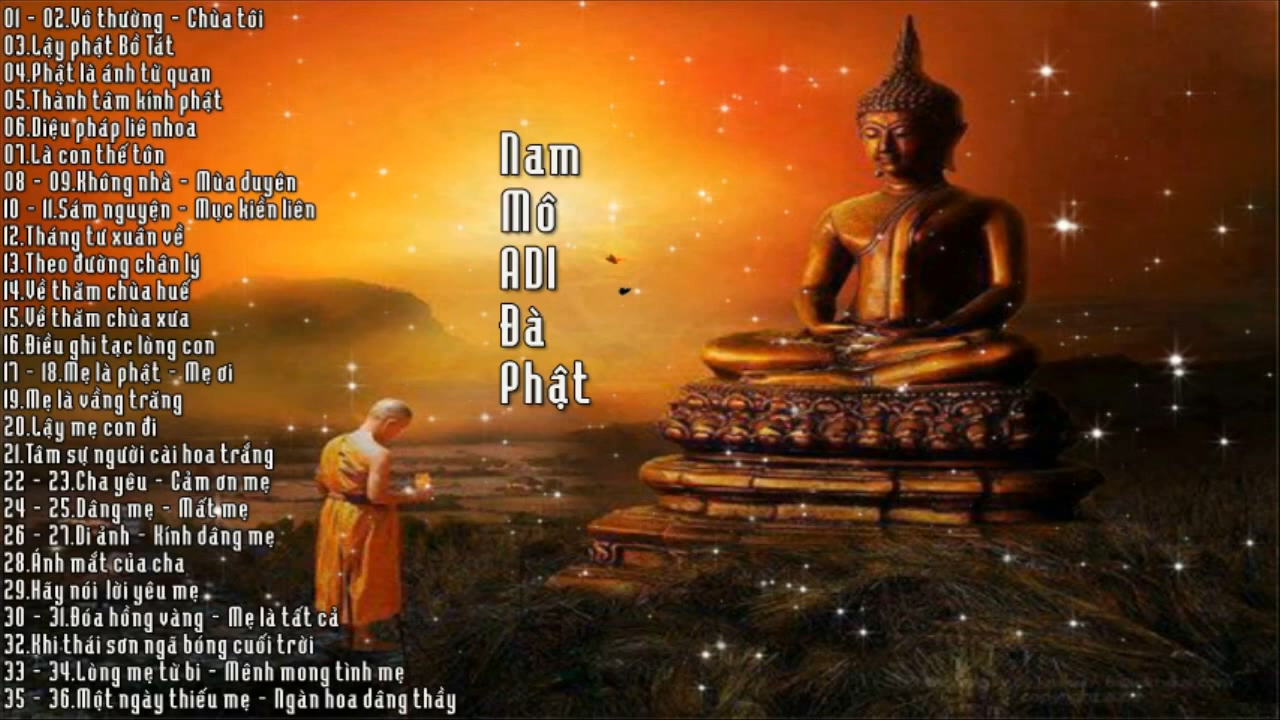 01 - 02.Vô thường - Chùa tôi
03.Lậy phật Bồ Tát
04.Phật là ánh từ quan
05.Thành tâm kính phật
06.Diệu pháp liên nhoa
07.Là con thế tôn
08 - 09.Không nhà - Mùa duyên
10 - 11.Sám nguyện - Mục kiền liên
12.Tháng tư xuân về
13.Theo đường chân lý
14.Về thăm chùa huế
15.Về thăm chùa xưa
16.Điều ghi tạc lòng con
17 - 18.Mẹ là phật - Mẹ ơi
19.Mẹ là vầng trăng
20.Lậy mẹ con đi
21.Tâm sự người cài hoa trắng
22 - 23.Cha yêu - Cảm ơn mẹ
24 - 25.Dâng mẹ - Mất mẹ
26 - 27.Di ảnh - Kính dâng mẹ
28.Ánh mắt của cha
29.Hãy nói lời yêu mẹ
30 - 31.Đóa hồng vàng - Mẹ là tất cả
32.Khi thái sơn ngã bóng cuối trời
33 - 34.Lòng mẹ từ bi - Mênh mong tình mẹ
35 - 36.Một ngày thiếu mẹ - Ngàn hoa dâng thầy
Nam
Mô
ADI
Đà
Phật